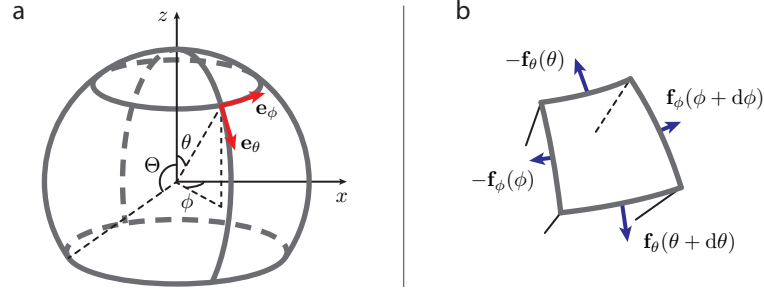 a
z
e_ϕ
θ
e_θ
Θ
ϕ
x
b
−f_θ(θ)
f_ϕ(ϕ + dϕ)
−f_ϕ(ϕ)
f_θ(θ + dθ)